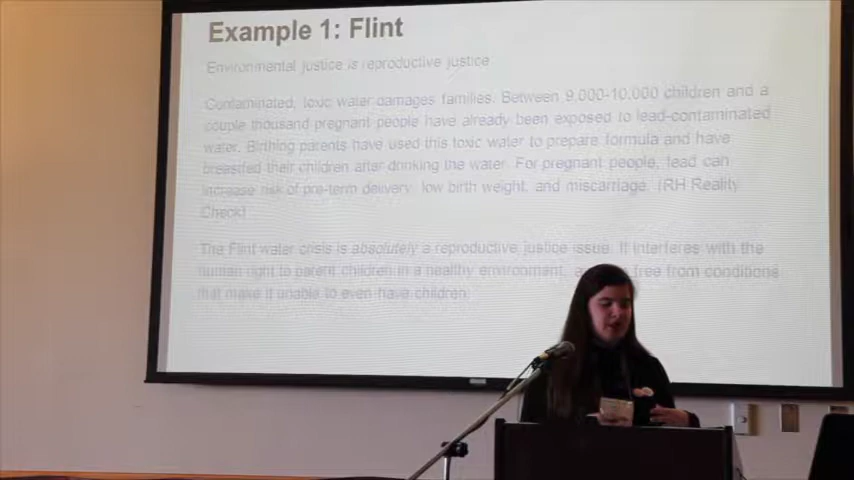 Example 1: Flint
Environmental justice is reproductive justice
Contaminated, toxic water damages families. Between 9,000-10,000 children and a
couple thousand pregnant people have already been exposed to lead-contaminated
water. Birthing parents have used this toxic water to prepare formula and have
breastfed their children after drinking the water. For pregnant people, lead can
increase risk of pre-term delivery, low birth weight, and miscarriage. (RH Reality
Check)
The Flint water crisis is absolutely a reproductive justice issue. It interferes with the
human right to parent children in a healthy environment, free from conditions
that make it unable to even have children.